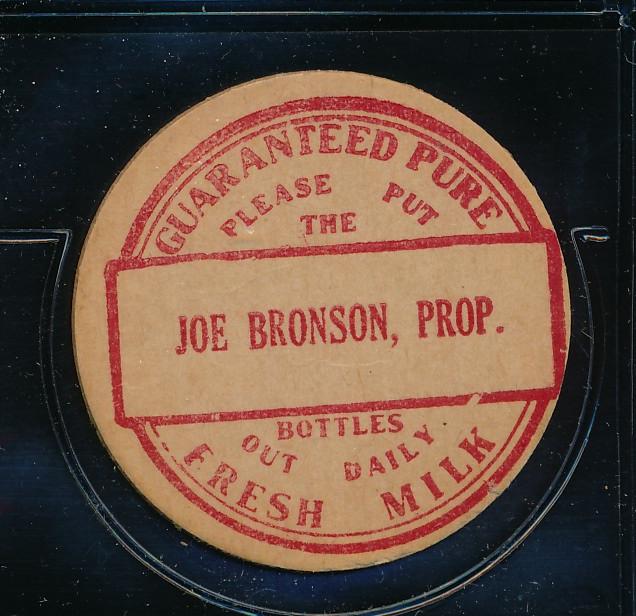 GUARANTEED PURE
PLEASE PUT
THE
JOE BRONSON, PROP.
BOTTLES
OUT DAILY
FRESH MILK